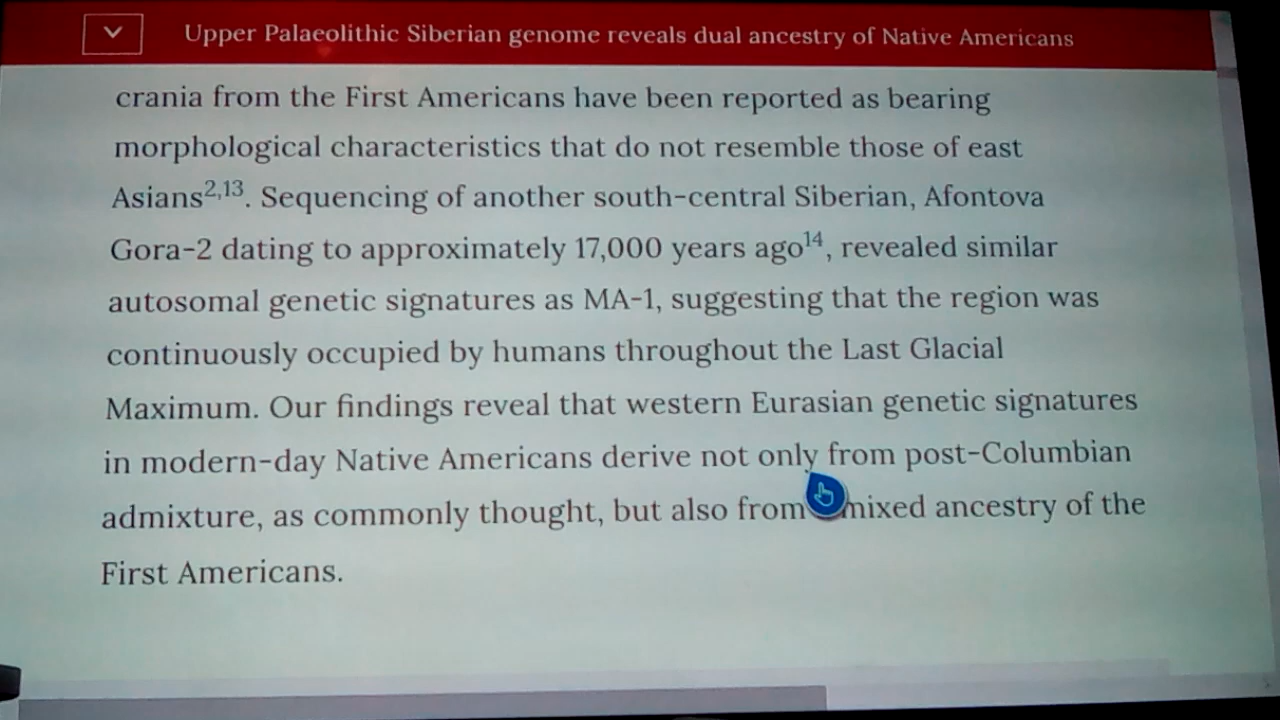 Upper Palaeolithic Siberian genome reveals dual ancestry of Native Americans
crania from the First Americans have been reported as bearing
morphological characteristics that do not resemble those of east
Asians2,13. Sequencing of another south-central Siberian, Afontova
Gora-2 dating to approximately 17,000 years ago14, revealed similar
autosomal genetic signatures as MA-1, suggesting that the region was
continuously occupied by humans throughout the Last Glacial
Maximum. Our findings reveal that western Eurasian genetic signatures
in modern-day Native Americans derive not only from post-Columbian
admixture, as commonly thought, but also from mixed ancestry of the
First Americans.